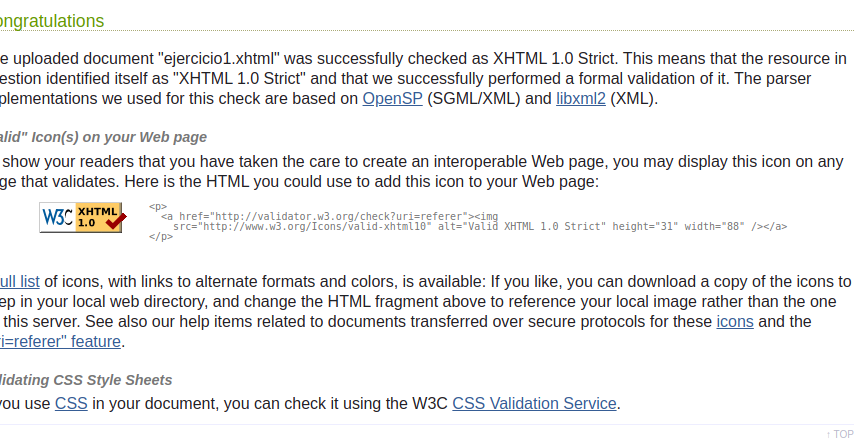 ongratulations
e uploaded document "ejercicio1.xhtml" was successfully checked as XHTML 1.0 Strict. This means that the resource in
estion identified itself as "XHTML 1.0 Strict" and that we successfully performed a formal validation of it. The parser
plementations we used for this check are based on OpenSP (SGML/XML) and libxml2 (XML).
alid" Icon(s) on your Web page
show your readers that you have taken the care to create an interoperable Web page, you may display this icon on any
ge that validates. Here is the HTML you could use to add this icon to your Web page:
W3C XHTML 1.0
<p>
<a href="http://validator.w3.org/check?uri=referer"><img
src="http://www.w3.org/Icons/valid-xhtml10" alt="Valid XHTML 1.0 Strict" height="31" width="88" /></a>
</p>
ull list of icons, with links to alternate formats and colors, is available: If you like, you can download a copy of the icons to
ep in your local web directory, and change the HTML fragment above to reference your local image rather than the one
this server. See also our help items related to documents transferred over secure protocols for these icons and the
ri=referer" feature.
lidating CSS Style Sheets
you use CSS in your document, you can check it using the W3C CSS Validation Service.
↑ TOP